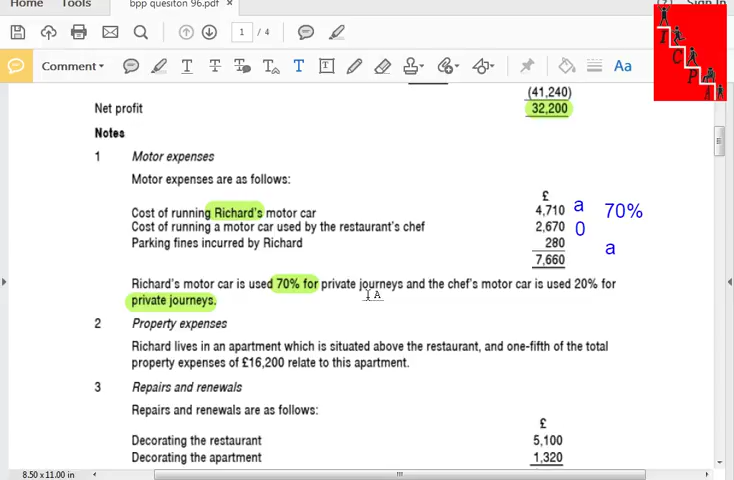 Home Tools bpp quesiton 96.pdf × Sign In
1 / 4
Comment
T T T T T T Aa
I
C
P
A
(41,240)
Net profit 32,200
Notes
1 Motor expenses
Motor expenses are as follows:
£
Cost of running Richard's motor car 4,710 a 70%
Cost of running a motor car used by the restaurant's chef 2,670 0
Parking fines incurred by Richard 280 a
7,660
Richard's motor car is used 70% for private journeys and the chef's motor car is used 20% for
private journeys.
2 Property expenses
Richard lives in an apartment which is situated above the restaurant, and one-fifth of the total
property expenses of £16,200 relate to this apartment.
3 Repairs and renewals
Repairs and renewals are as follows:
£
Decorating the restaurant 5,100
Decorating the apartment 1,320
8.50 x 11.00 in